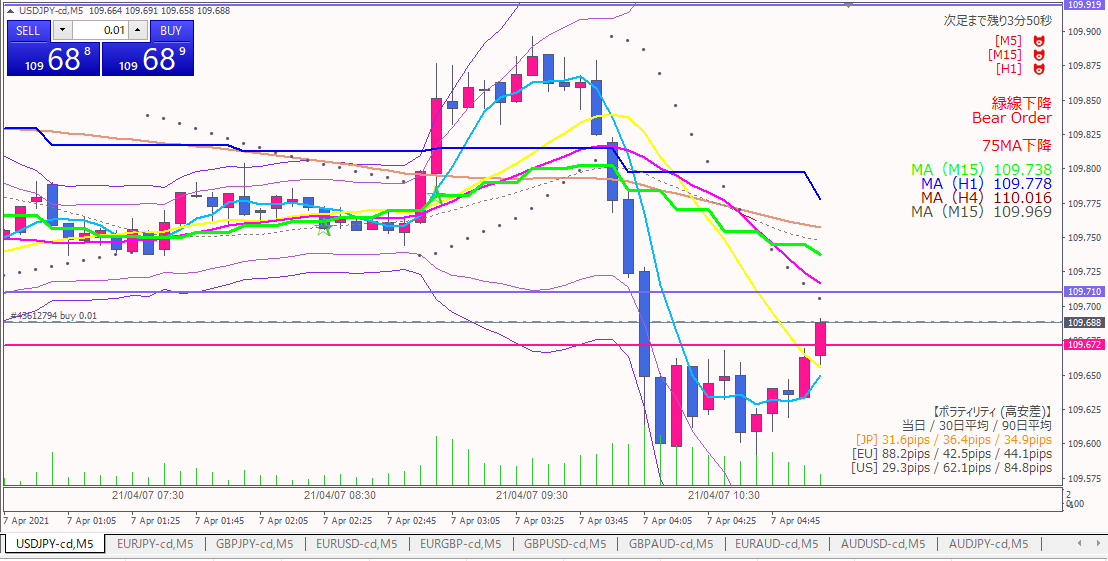 USDJPY-cd,M5 109.664 109.691 109.658 109.688
SELL
0.01
BUY
109 68 8
109 68 9
次足まで残り3分50秒
[M5]
[M15]
[H1]
緑線下降
Bear Order
75MA下降
MA（M15）109.738
MA（H1）109.778
MA（H4）110.016
MA（M15）109.969
109.919
109.900
109.875
109.850
109.825
109.800
109.775
109.750
109.725
109.710
109.700
109.688
109.672
109.650
109.625
109.600
109.575
#43612794 buy 0.01
【ボラティリティ (高安差)】
当日 / 30日平均 / 90日平均
[JP] 31.6pips / 36.4pips / 34.9pips
[EU] 88.2pips / 42.5pips / 44.1pips
[US] 29.3pips / 62.1pips / 84.8pips
21/04/07 07:30
21/04/07 08:30
21/04/07 09:30
21/04/07 10:30
7 Apr 2021
7 Apr 01:05
7 Apr 01:25
7 Apr 01:45
7 Apr 02:05
7 Apr 02:25
7 Apr 02:45
7 Apr 03:05
7 Apr 03:25
7 Apr 03:45
7 Apr 04:05
7 Apr 04:25
7 Apr 04:45
USDJPY-cd,M5
EURJPY-cd,M5
GBPJPY-cd,M5
EURUSD-cd,M5
EURGBP-cd,M5
GBPUSD-cd,M5
GBPAUD-cd,M5
EURAUD-cd,M5
AUDUSD-cd,M5
AUDJPY-cd,M5